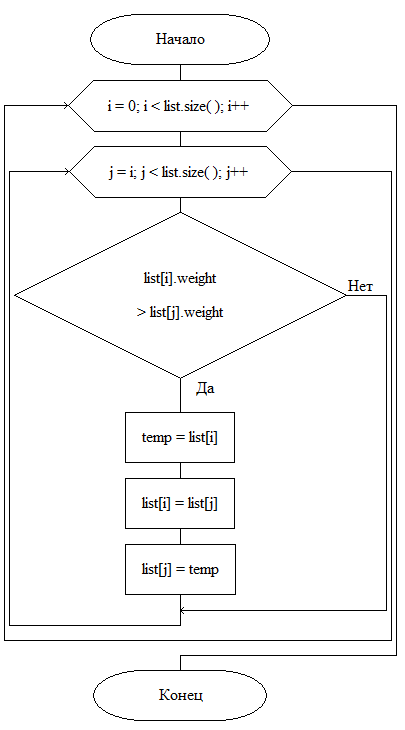 Начало
i = 0; i < list.size( ); i++
j = i; j < list.size( ); j++
list[i].weight
> list[j].weight
Нет
Да
temp = list[i]
list[i] = list[j]
list[j] = temp
Конец